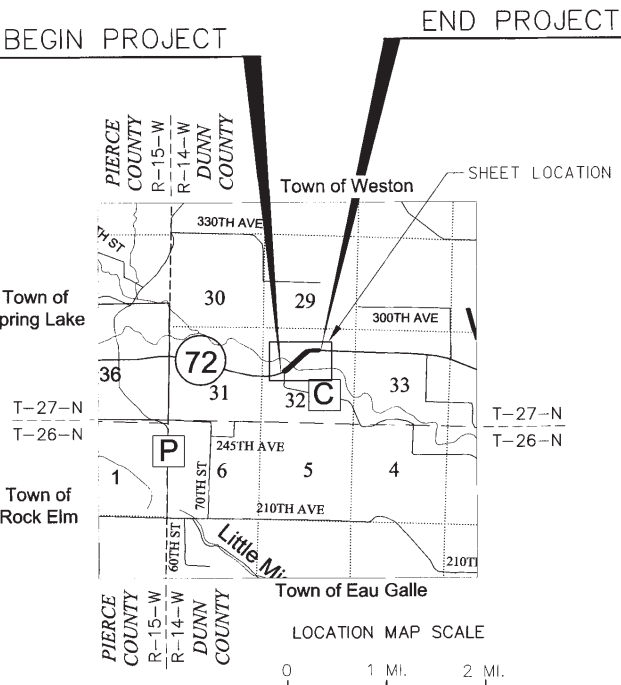 BEGIN PROJECT
END PROJECT
PIERCE
COUNTY
R-15-W
R-14-W
DUNN
COUNTY
Town of Weston
SHEET LOCATION
330TH AVE
TH ST
Town of
pring Lake
30
29
300TH AVE
72
36
31
32
C
33
T-27-N
T-26-N
T-27-N
T-26-N
P
245TH AVE
1
6
5
4
70TH ST
Town of
Rock Elm
210TH AVE
60TH ST
Little Mi
210T
Town of Eau Galle
PIERCE
COUNTY
R-15-W
R-14-W
DUNN
COUNTY
LOCATION MAP SCALE
0 1 MI. 2 MI.